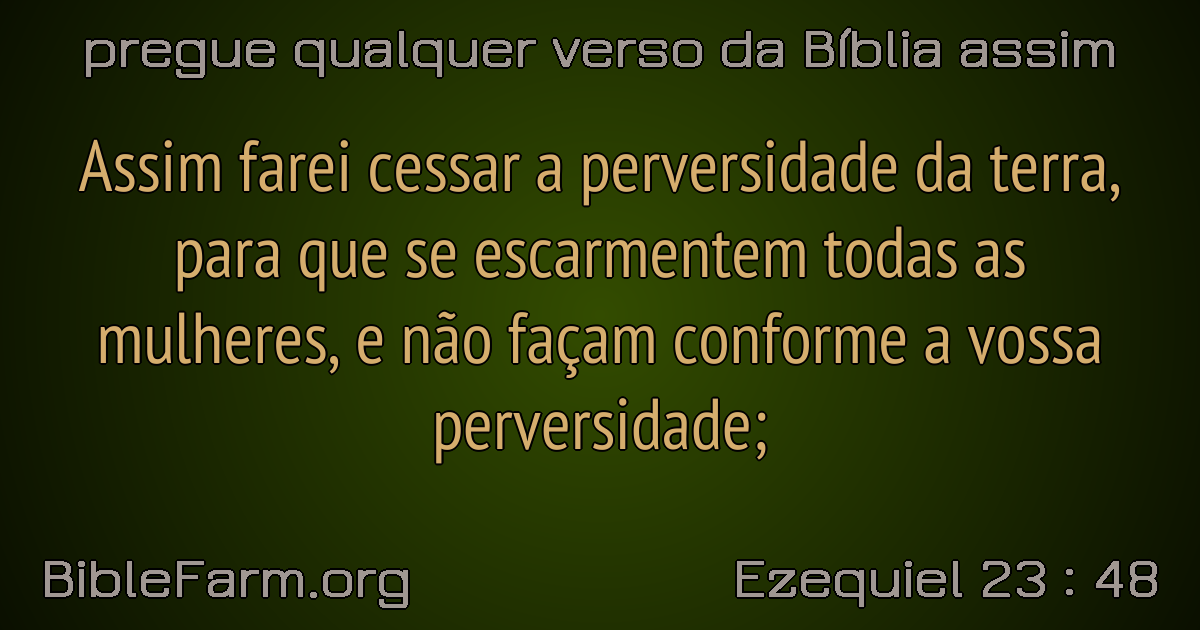 pregue qualquer verso da Bíblia assim
Assim farei cessar a perversidade da terra,
para que se escarmentem todas as
mulheres, e não façam conforme a vossa
perversidade;
BibleFarm.org
Ezequiel 23 : 48